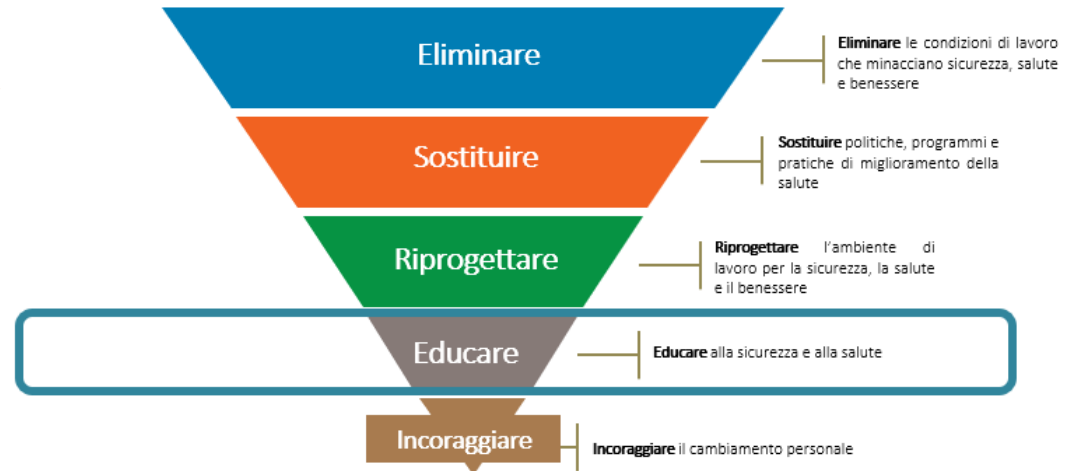 Eliminare
Eliminare le condizioni di lavoro
che minacciano sicurezza, salute
e benessere
Sostituire
Sostituire politiche, programmi e
pratiche di miglioramento della
salute
Riprogettare
Riprogettare l'ambiente di
lavoro per la sicurezza, la salute
e il benessere
Educare
Educare alla sicurezza e alla salute
Incoraggiare
Incoraggiare il cambiamento personale